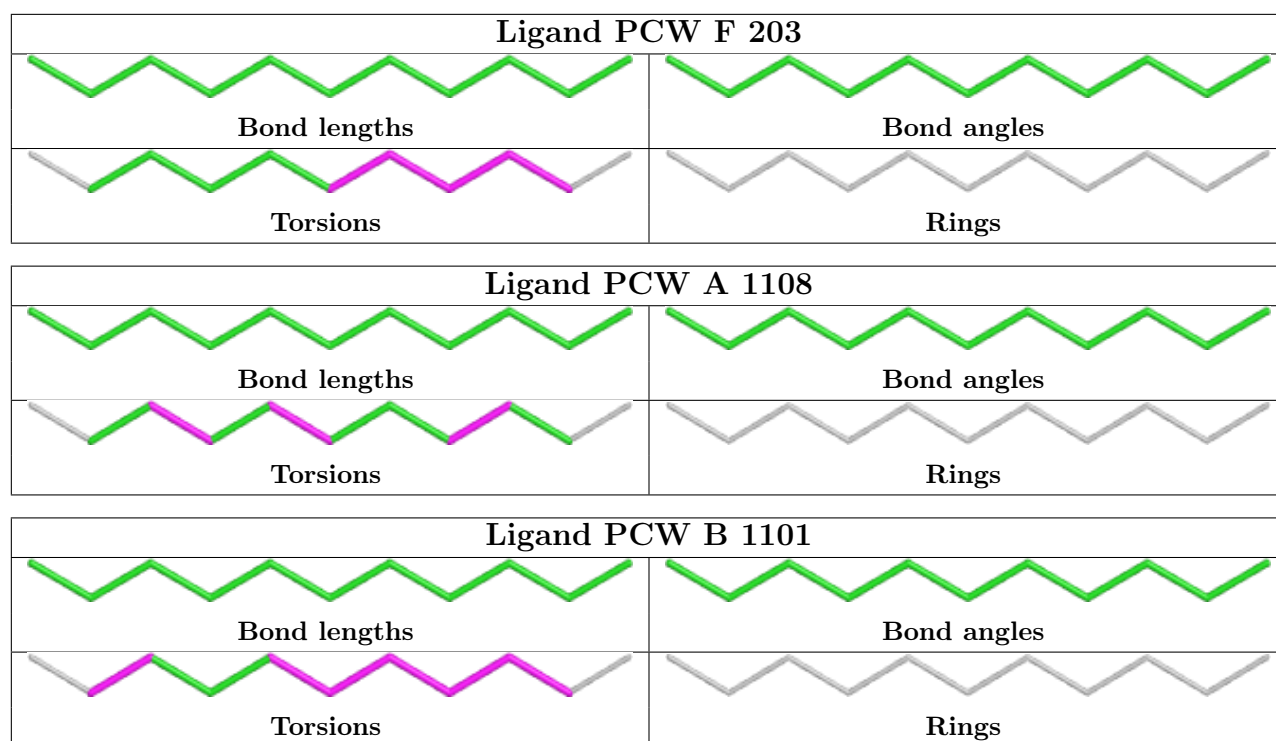 Ligand PCW F 203
Bond lengths Bond angles
Torsions Rings
Ligand PCW A 1108
Bond lengths Bond angles
Torsions Rings
Ligand PCW B 1101
Bond lengths Bond angles
Torsions Rings